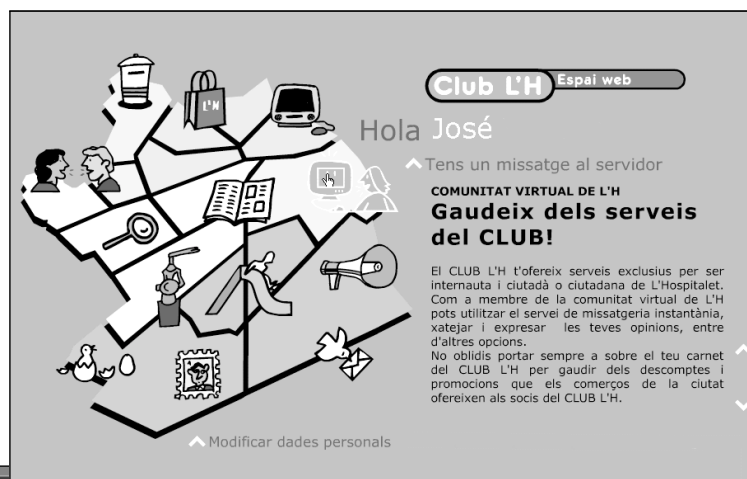 L'H
Club L'H
Espai web
Hola José
Tens un missatge al servidor
COMUNITAT VIRTUAL DE L'H
Gaudeix dels serveis
del CLUB!
El CLUB L'H t'ofereix serveis exclusius per ser
internauta i ciutadà o ciutadana de L'Hospitalet.
Com a membre de la comunitat virtual de L'H
pots utilitzar el servei de missatgeria instantània,
xatejar i expresar les teves opinions, entre
d'altres opcions.
No oblidis portar sempre a sobre el teu carnet
del CLUB L'H per gaudir dels descomptes i
promocions que els comerços de la ciutat
ofereixen als socis del CLUB L'H.
Modificar dades personals